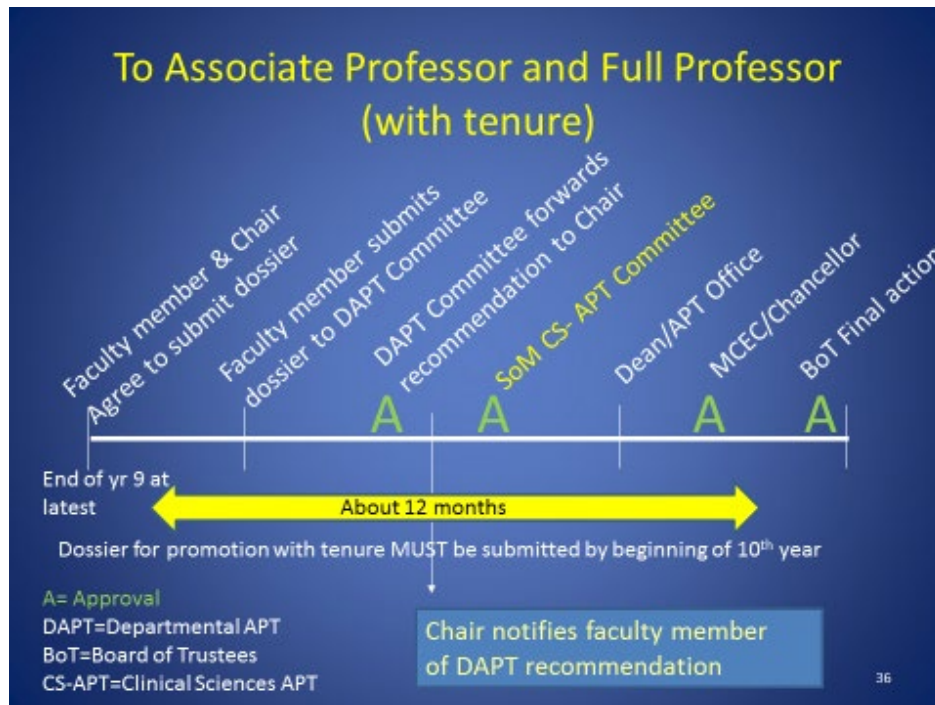 To Associate Professor and Full Professor
(with tenure)
Faculty member & Chair
Agree to submit dossier
Faculty member submits
dossier to DAPT Committee
DAPT Committee forwards
recommendation to Chair
SoM CS- APT Committee
Dean/APT Office
MCEC/Chancellor
BoT Final action
A
A
A
A
End of yr 9 at
latest
About 12 months
Dossier for promotion with tenure MUST be submitted by beginning of 10th year
A= Approval
DAPT=Departmental APT
BoT=Board of Trustees
CS-APT=Clinical Sciences APT
Chair notifies faculty member
of DAPT recommendation
36